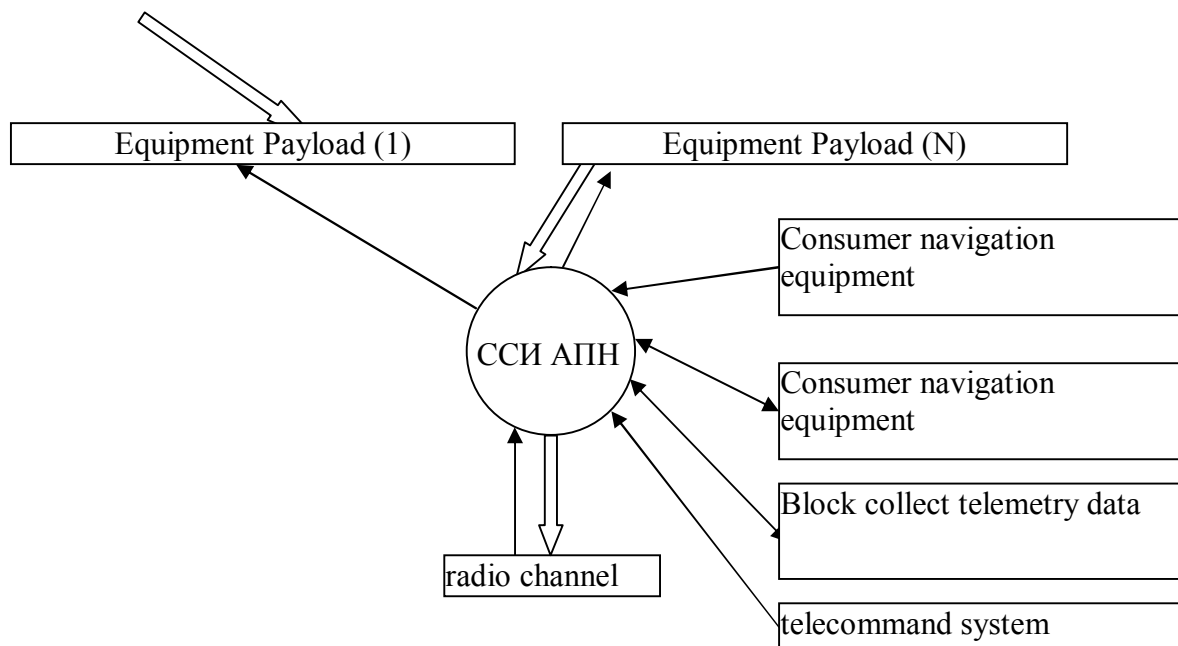 Equipment Payload (1)
Equipment Payload (N)
Consumer navigation
equipment
ССИ АПН
Consumer navigation
equipment
Block collect telemetry data
radio channel
telecommand system